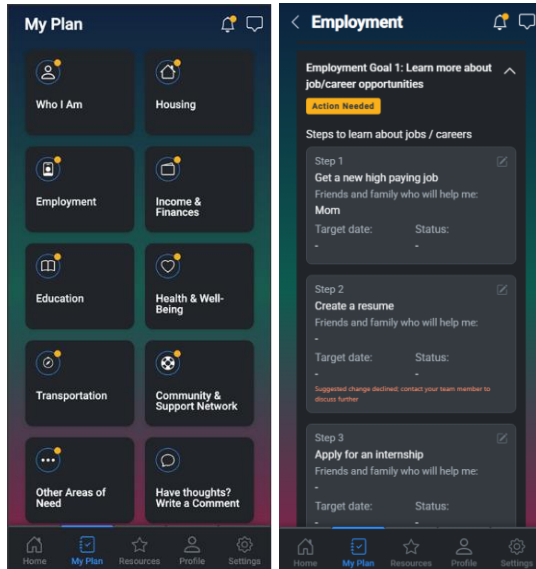 My Plan
Who I Am
Housing
Employment
Income &
Finances
Education
Health & Well-
Being
Transportation
Community &
Support Network
Other Areas of
Need
Have thoughts?
Write a Comment
Home
My Plan
Resources
Profile
Settings
Employment
Employment Goal 1: Learn more about
job/career opportunities
Action Needed
Steps to learn about jobs / careers
Step 1
Get a new high paying job
Friends and family who will help me:
Mom
Target date: Status:
- -
Step 2
Create a resume
Friends and family who will help me:
-
Target date: Status:
- -
Suggested change declined; contact your team member to
discuss further
Step 3
Apply for an internship
Friends and family who will help me:
-
Target date: Status:
- -
Home
My Plan
Resources
Profile
Settings